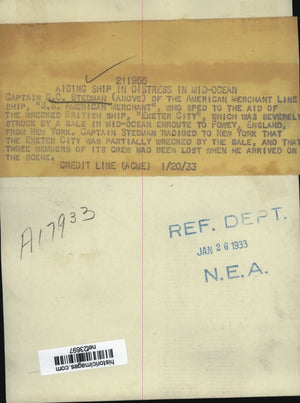 211966
AIDING SHIP IN DISTRESS IN MID-OCEAN
CAPTAIN G.C. STEDMAN (ABOVE) OF THE AMERICAN MERCHANT LINE
SHIP, "S.S. AMERICAN MERCHANT", WHO SPED TO THE AID OF
THE WRECKED BRITISH SHIP, "EXETER CITY", WHICH WAS SEVERELY
STRUCK BY A GALE IN MID-OCEAN ENROUTE TO FOWEY, ENGLAND,
FROM NEW YORK. CAPTAIN STEDMAN RADIOED TO NEW YORK THAT
THE EXETER CITY WAS PARTIALLY WRECKED BY THE GALE, AND THAT
THREE MEMBERS OF ITS CREW HAD BEEN LOST WHEN HE ARRIVED ON
THE SCENE.
CREDIT LINE (ACME) 1/20/33
A17933
REF. DEPT.
JAN 26 1933
N.E.A.
historicimages.com
nef23697